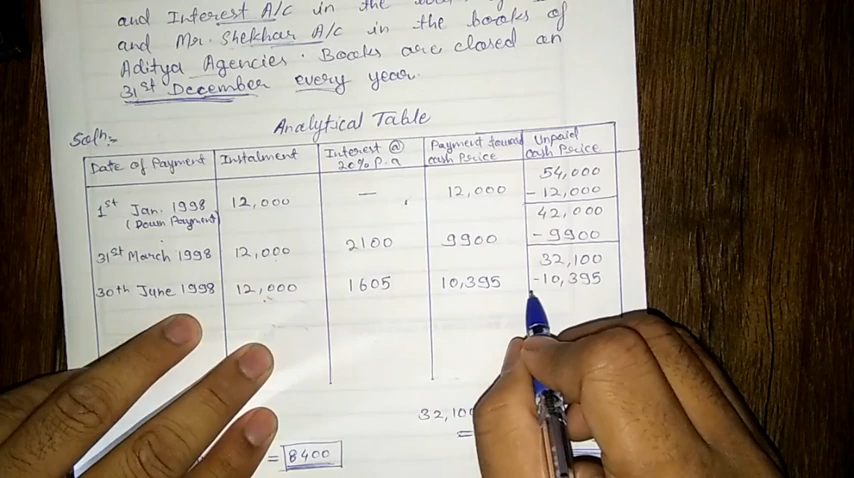 and Interest A/c in the
and Mr. Shekhar A/c in the books of
Aditya Agencies. Books are closed on
31st December every year.
Soln:-
Analytical Table
Date of Payment Instalment Interest @ 20% p.a Payment toward cash Price Unpaid cash Price
54,000
1st Jan. 1998 (Down Payment) 12,000 — 12,000 - 12,000
42,000
31st March 1998 12,000 2100 9900 - 9900
32,100
30th June 1998 12,000 1605 10,395 -10,395
32,10
=
= 8400